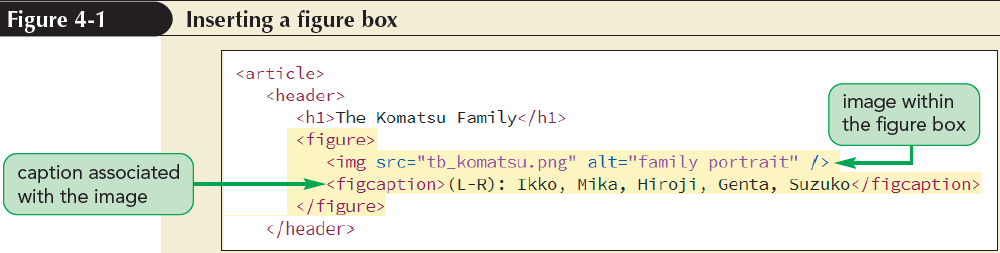 Figure 4-1 Inserting a figure box
<article>
<header>
<h1>The Komatsu Family</h1>
<figure>
<img src="tb_komatsu.png" alt="family portrait" />
<figcaption>(L-R): Ikko, Mika, Hiroji, Genta, Suzuko</figcaption>
</figure>
</header>
image within
the figure box
caption associated
with the image